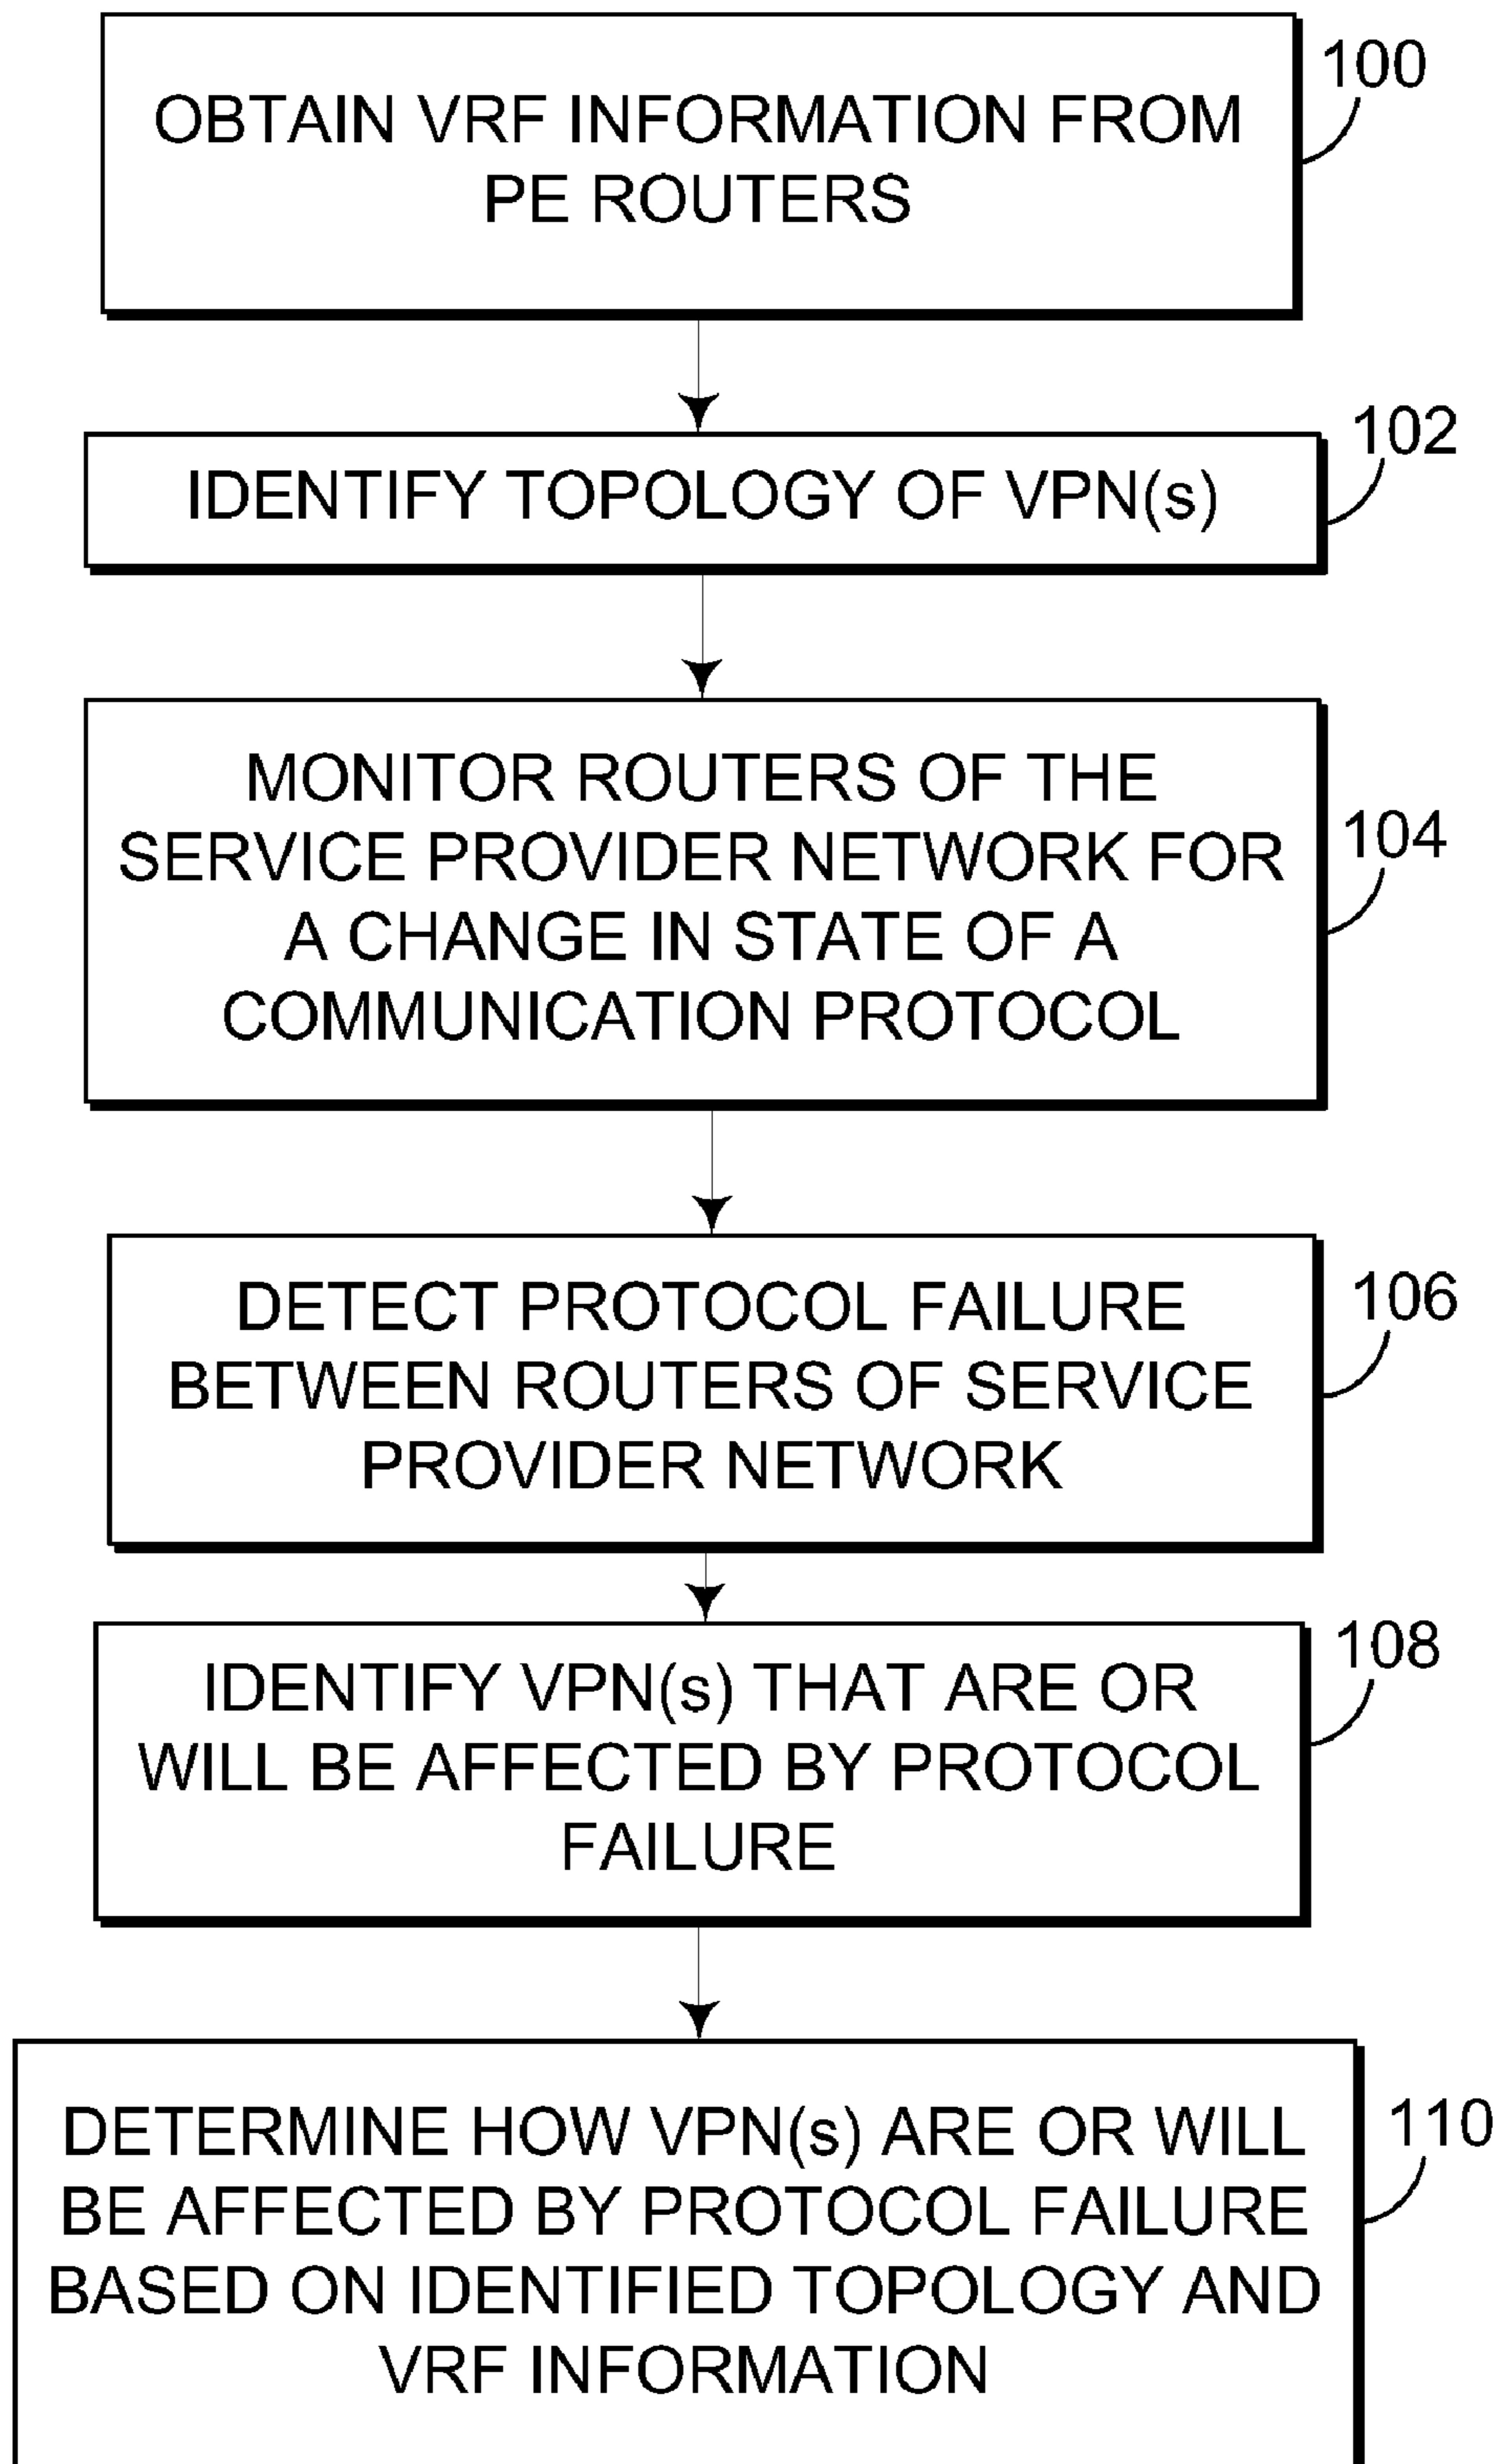 OBTAIN VRF INFORMATION FROM
PE ROUTERS
100
IDENTIFY TOPOLOGY OF VPN(s)
102
MONITOR ROUTERS OF THE
SERVICE PROVIDER NETWORK FOR
A CHANGE IN STATE OF A
COMMUNICATION PROTOCOL
104
DETECT PROTOCOL FAILURE
BETWEEN ROUTERS OF SERVICE
PROVIDER NETWORK
106
IDENTIFY VPN(s) THAT ARE OR
WILL BE AFFECTED BY PROTOCOL
FAILURE
108
DETERMINE HOW VPN(s) ARE OR WILL
BE AFFECTED BY PROTOCOL FAILURE
BASED ON IDENTIFIED TOPOLOGY AND
VRF INFORMATION
110